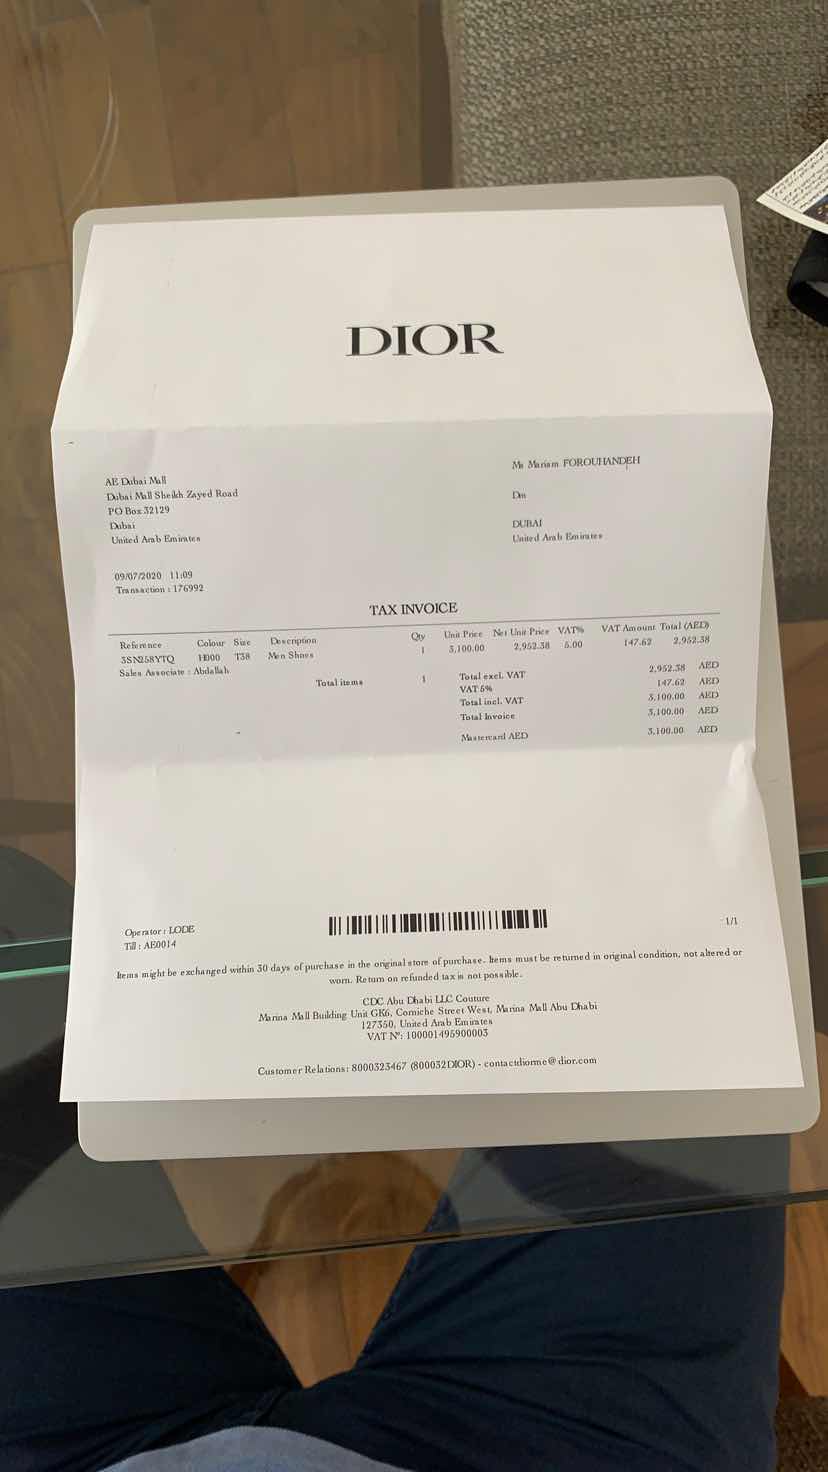 DIOR
AE Dubai Mall
Dubai Mall Sheikh Zayed Road
PO Box 32129
Dubai
United Arab Emirates
Ms Mariam FOROUHANDEH
Dm
DUBAI
United Arab Emirates
09/07/2020 11:09
Transaction : 176992
TAX INVOICE
Reference Colour Size Description Qty Unit Price Net Unit Price VAT% VAT Amount Total (AED)
3SN258YTQ H000 T38 Men Shoes 1 3,100.00 2,952.38 5.00 147.62 2,952.38
Sales Associate : Abdallah
Total items 1 Total excl. VAT 2,952.38 AED
VAT 5% 147.62 AED
Total incl. VAT 3,100.00 AED
Total Invoice 3,100.00 AED
Mastercard AED 3,100.00 AED
Operator : LODE
Till : AE0014
1/1
Items might be exchanged within 30 days of purchase in the original store of purchase. Items must be returned in original condition, not altered or
worn. Return on refunded tax is not possible.
CDC Abu Dhabi LLC Couture
Marina Mall Building Unit GK6, Corniche Street West, Marina Mall Abu Dhabi
127350, United Arab Emirates
VAT N°: 100001495900003
Customer Relations: 8000323467 (800032DIOR) - contactdiorme@dior.com